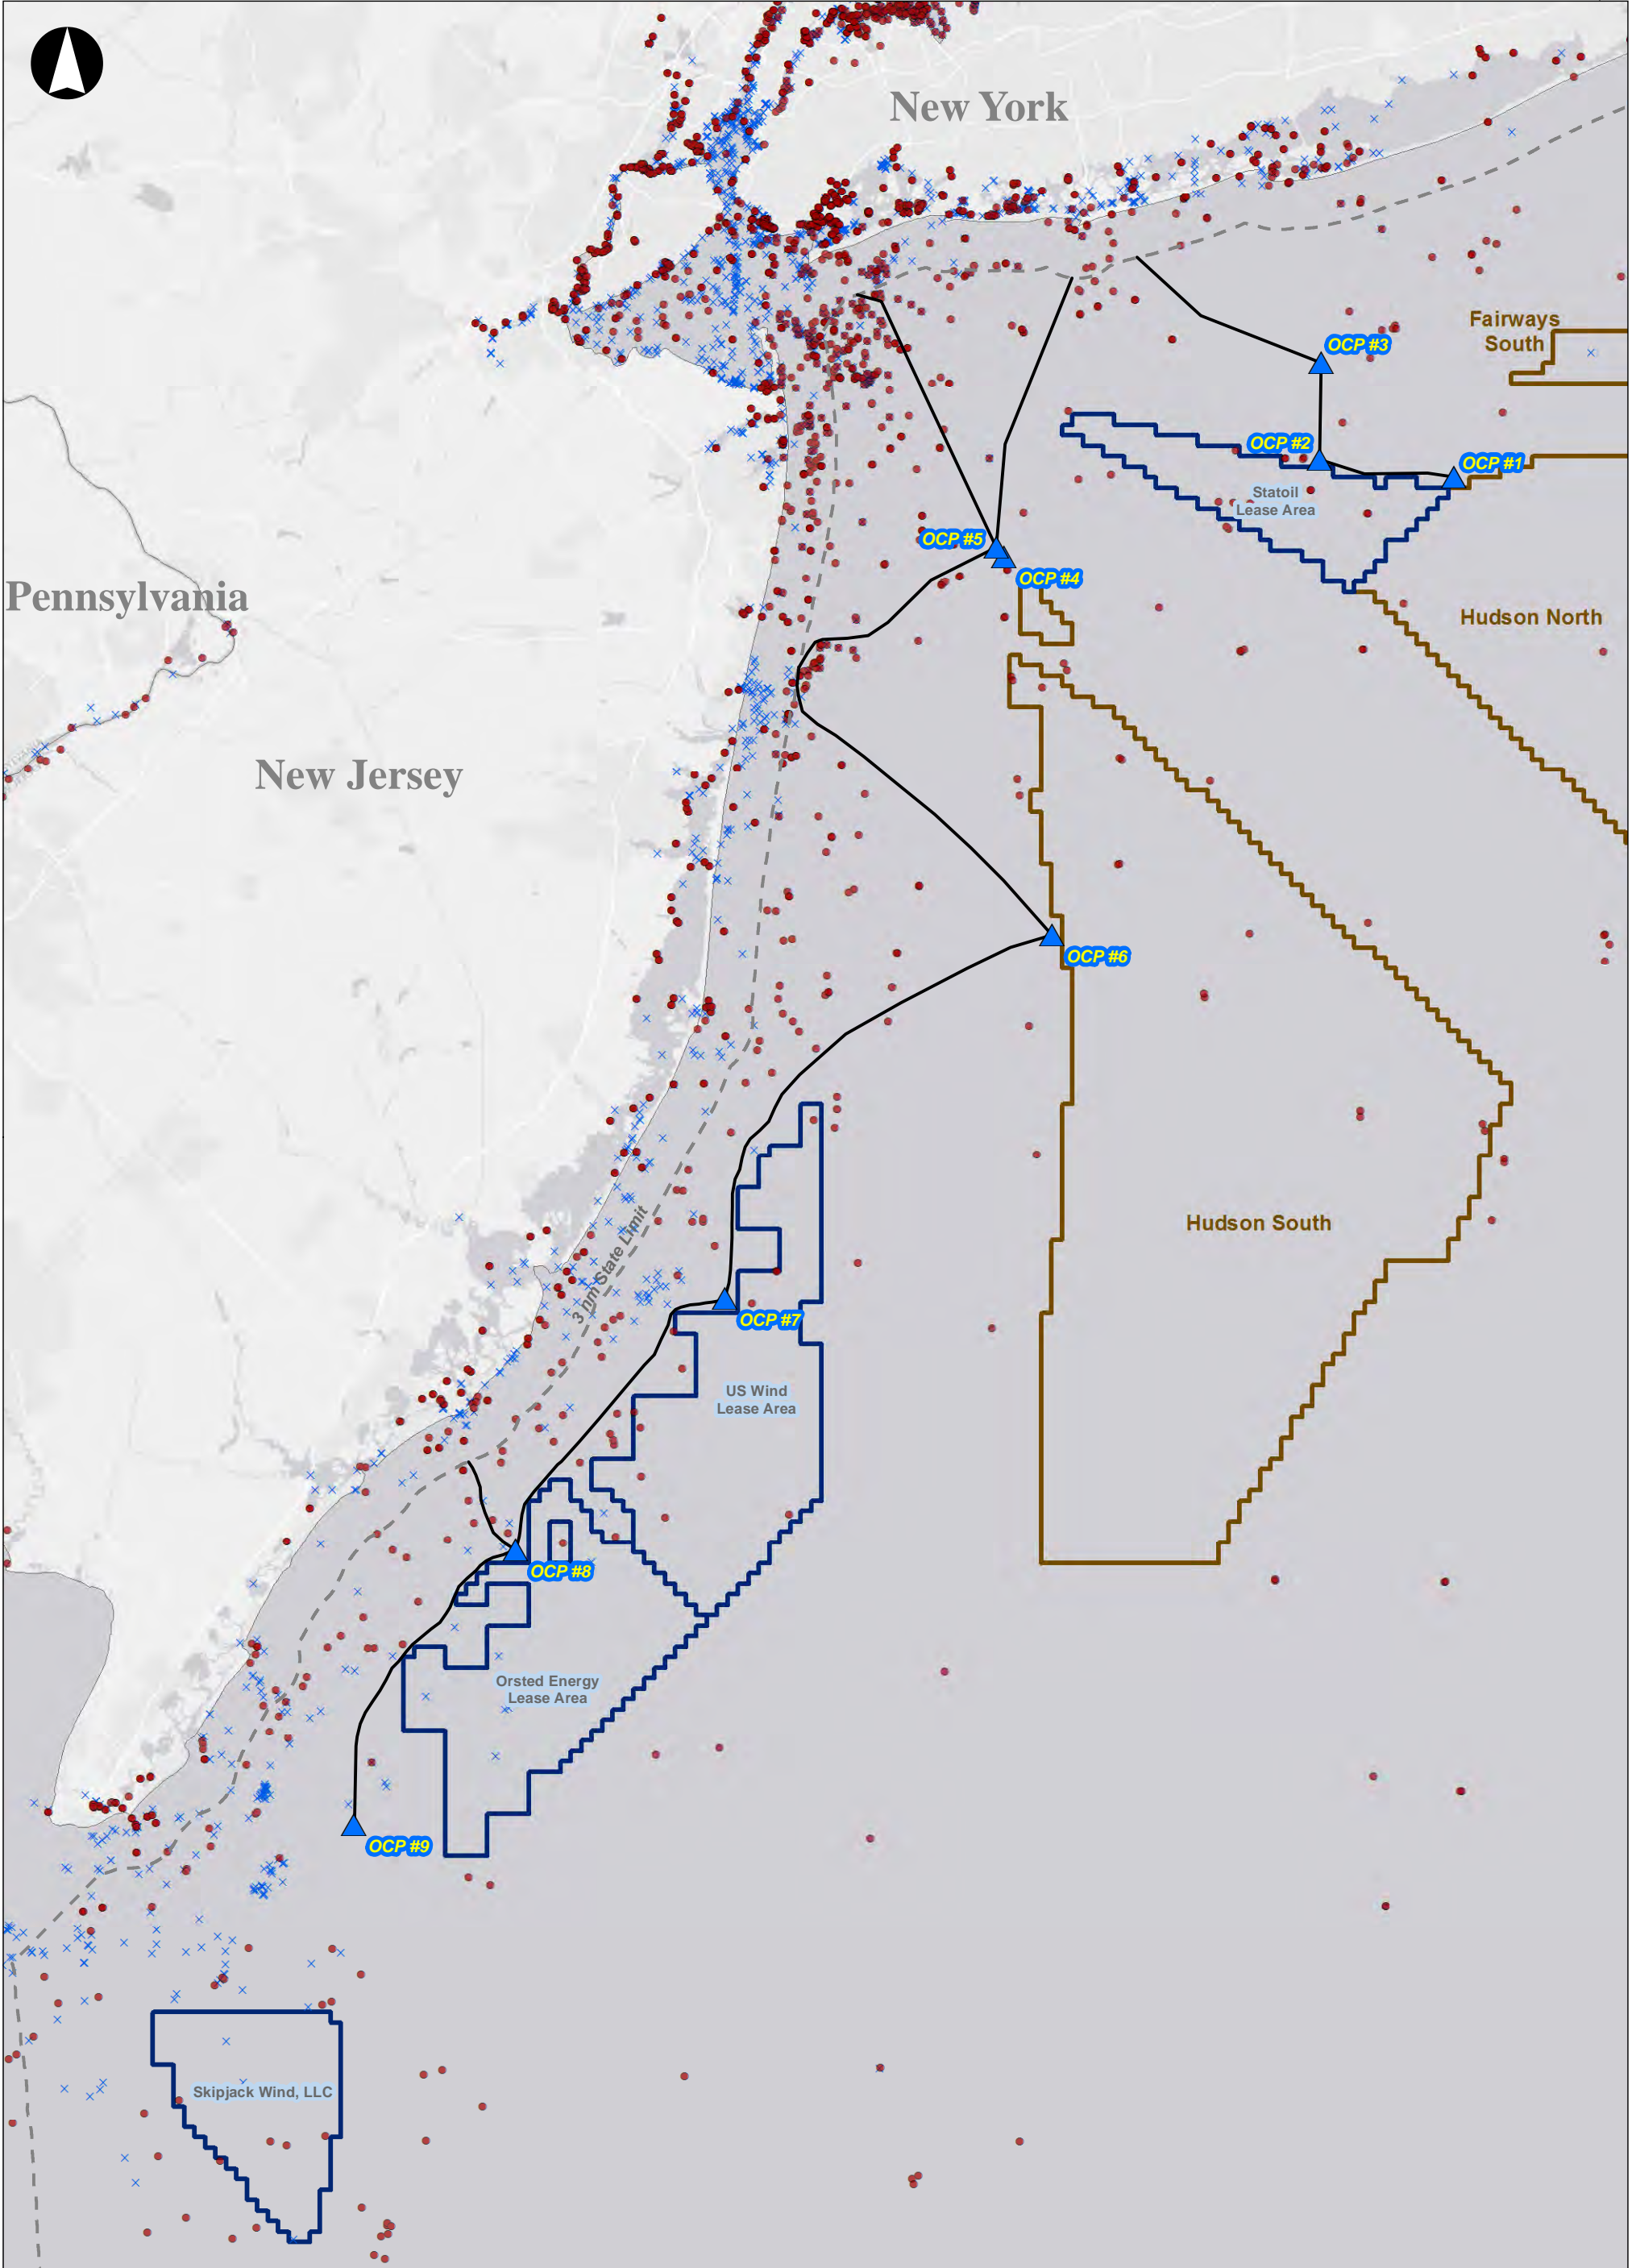 New York
Fairways
South
OCP #3
OCP #2
OCP #1
Statoil
Lease Area
OCP #5
OCP #4
Pennsylvania
Hudson North
New Jersey
OCP #6
Hudson South
3 nm State Limit
OCP #7
US Wind
Lease Area
OCP #8
Orsted Energy
Lease Area
OCP #9
Skipjack Wind, LLC